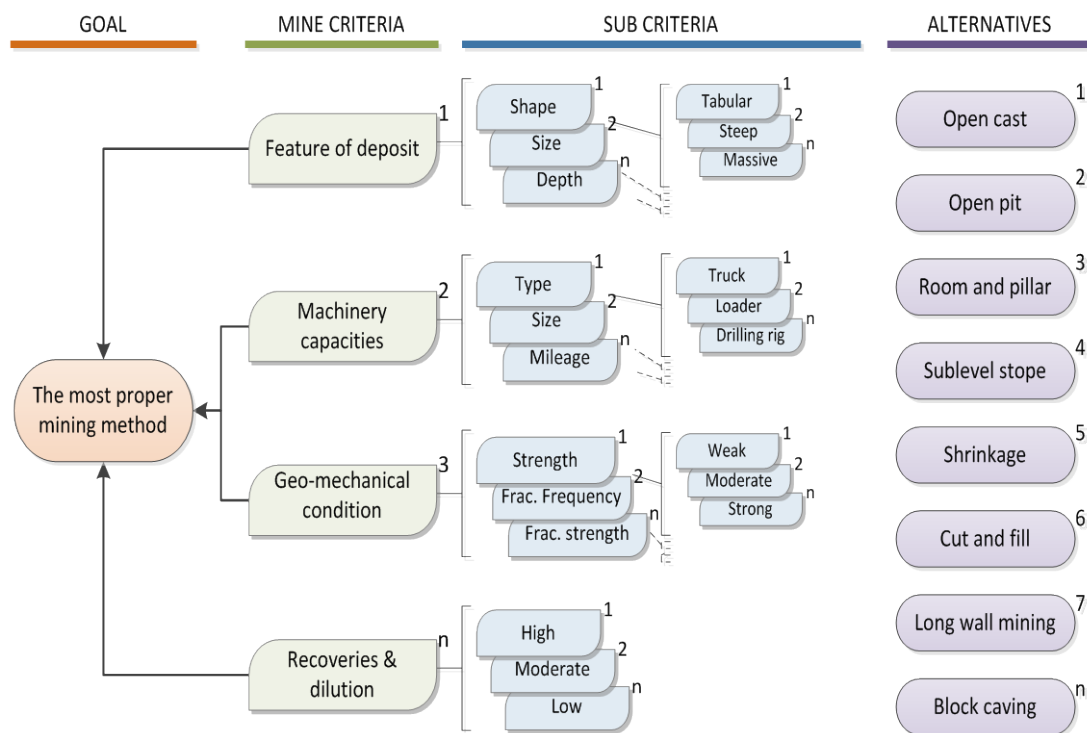 GOAL
MINE CRITERIA
SUB CRITERIA
ALTERNATIVES
The most proper
mining method
1
Feature of deposit
2
Machinery
capacities
3
Geo-mechanical
condition
n
Recoveries &
dilution
1
Shape
2
Size
n
Depth
1
Tabular
2
Steep
n
Massive
1
Type
2
Size
n
Mileage
1
Truck
2
Loader
n
Drilling rig
1
Strength
2
Frac. Frequency
n
Frac. strength
1
Weak
2
Moderate
n
Strong
1
High
2
Moderate
n
Low
1
Open cast
2
Open pit
3
Room and pillar
4
Sublevel stope
5
Shrinkage
6
Cut and fill
7
Long wall mining
n
Block caving